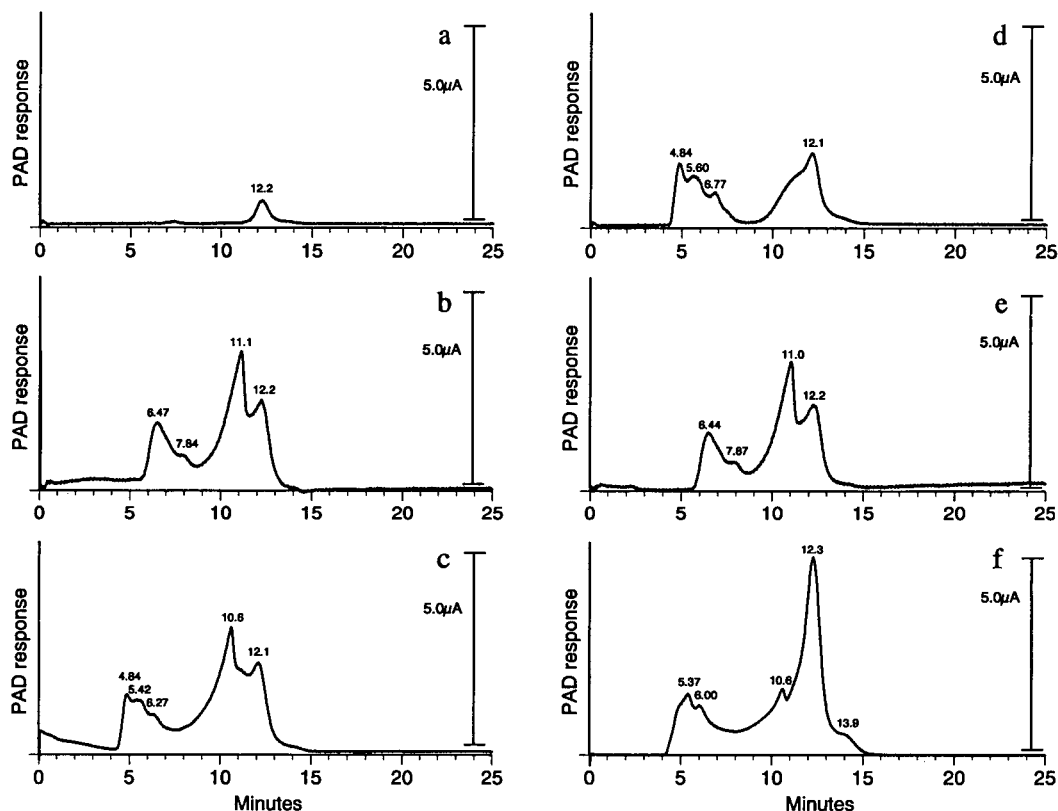 a
PAD response
5.0µA
12.2
0 5 10 15 20 25
b
PAD response
5.0µA
11.1
12.2
6.47
7.84
0 5 10 15 20 25
c
PAD response
5.0µA
10.6
12.1
4.84
5.42
6.27
0 5 10 15 20 25
Minutes
d
PAD response
5.0µA
4.84
5.60
6.77
12.1
0 5 10 15 20 25
e
PAD response
5.0µA
11.0
12.2
6.44
7.87
0 5 10 15 20 25
f
PAD response
5.0µA
12.3
10.6
5.37
6.00
13.9
0 5 10 15 20 25
Minutes